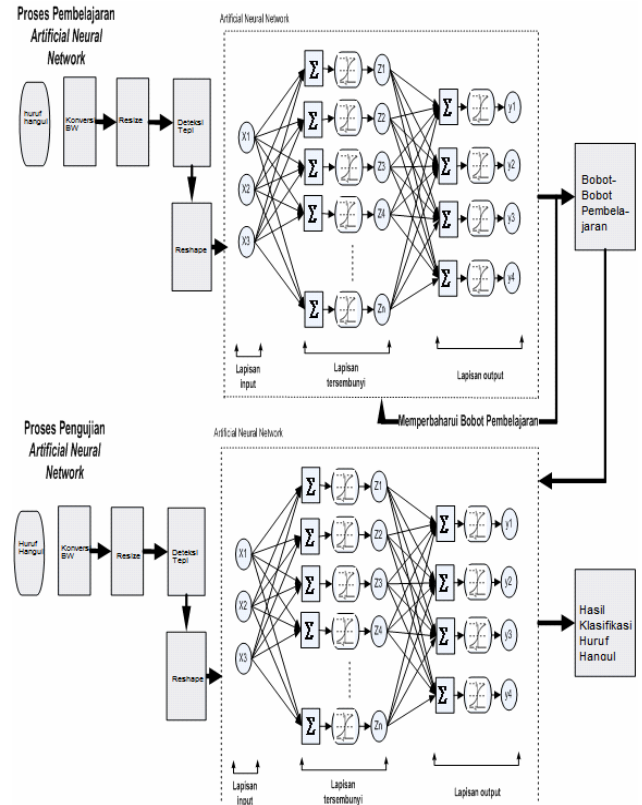 Proses Pembelajaran
Artificial Neural
Network
huruf
hangul
Konversi
BW
Resize
Deteksi
Tepi
Reshape
Artificial Neural Network
X1
X2
X3
Σ
Z1
Σ
Z2
Σ
Z3
Σ
Z4
Σ
Zn
Σ
y1
Σ
y2
Σ
y3
Σ
y4
Lapisan
input
Lapisan
tersembunyi
Lapisan output
Bobot-
Bobot
Pembela-
jaran
Memperbaharui Bobot Pembelajaran
Proses Pengujian
Artificial Neural
Network
Huruf
Hangul
Konversi
BW
Resize
Deteksi
Tepi
Reshape
Artificial Neural Network
X1
X2
X3
Σ
Z1
Σ
Z2
Σ
Z3
Σ
Z4
Σ
Zn
Σ
y1
Σ
y2
Σ
y3
Σ
y4
Lapisan
input
Lapisan
tersembunyi
Lapisan output
Hasil
Klasifikasi
Huruf
Hanoul